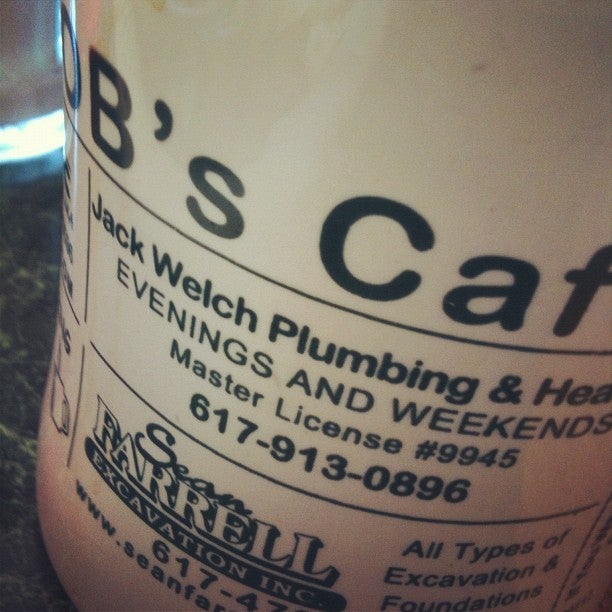 OB's Caf
Jack Welch Plumbing & Hea
EVENINGS AND WEEKENDS
Master License #9945
617-913-0896
Sean
FARRELL
EXCAVATION INC.
617-47
www.seanfar
All Types of
Excavation &
Foundations